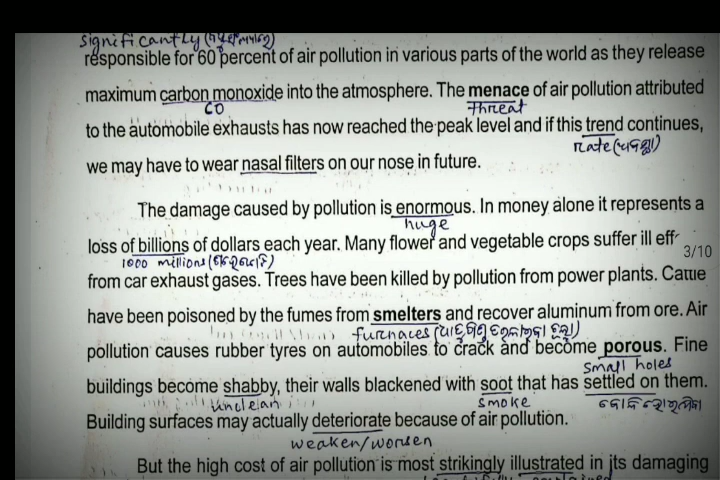 significantly
responsible for 60 percent of air pollution in various parts of the world as they release
maximum carbon monoxide into the atmosphere. The menace of air pollution attributed
CO Threat
to the automobile exhausts has now reached the peak level and if this trend continues,
rate
we may have to wear nasal filters on our nose in future.
The damage caused by pollution is enormous. In money alone it represents a
huge
loss of billions of dollars each year. Many flower and vegetable crops suffer ill eff
3/10
1000 millions
from car exhaust gases. Trees have been killed by pollution from power plants. Cattle
have been poisoned by the fumes from smelters and recover aluminum from ore. Air
furnaces
pollution causes rubber tyres on automobiles to crack and become porous. Fine
small holes
buildings become shabby, their walls blackened with soot that has settled on them.
unclean smoke
Building surfaces may actually deteriorate because of air pollution.
weaken/worsen
But the high cost of air pollution is most strikingly illustrated in its damaging